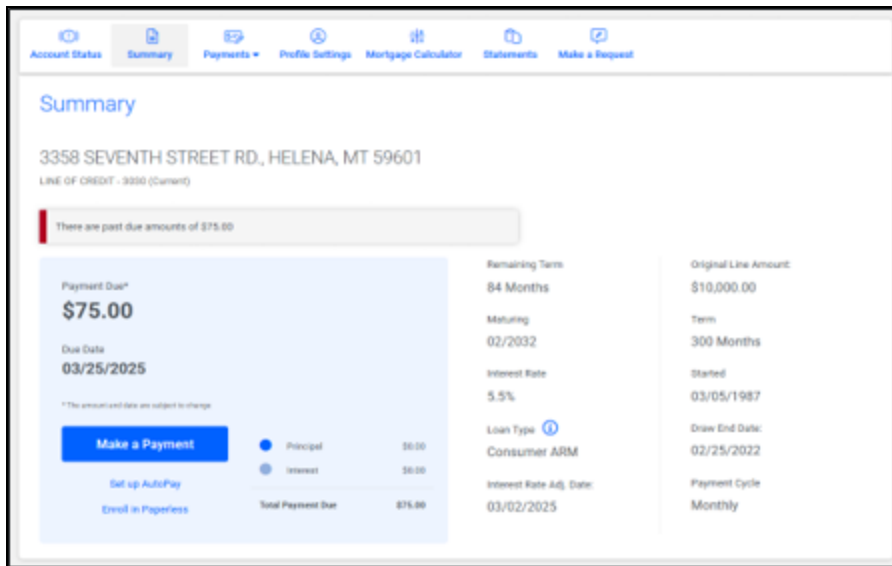 Account Status Summary Payments Profile Settings Mortgage Calculator Statements Make a Request
Summary
3358 SEVENTH STREET RD., HELENA, MT 59601
LINE OF CREDIT - 3030 (Current)
There are past due amounts of $75.00
Payment Due*
$75.00
Due Date
03/25/2025
* The amount and date are subject to change
Make a Payment
Set up AutoPay
Enroll in Paperless
Principal $0.00
Interest $0.00
Total Payment Due $75.00
Remaining Term
84 Months
Maturing
02/2032
Interest Rate
5.5%
Loan Type
Consumer ARM
Interest Rate Adj. Date:
03/02/2025
Original Line Amount:
$10,000.00
Term
300 Months
Started
03/05/1987
Draw End Date:
02/25/2022
Payment Cycle
Monthly